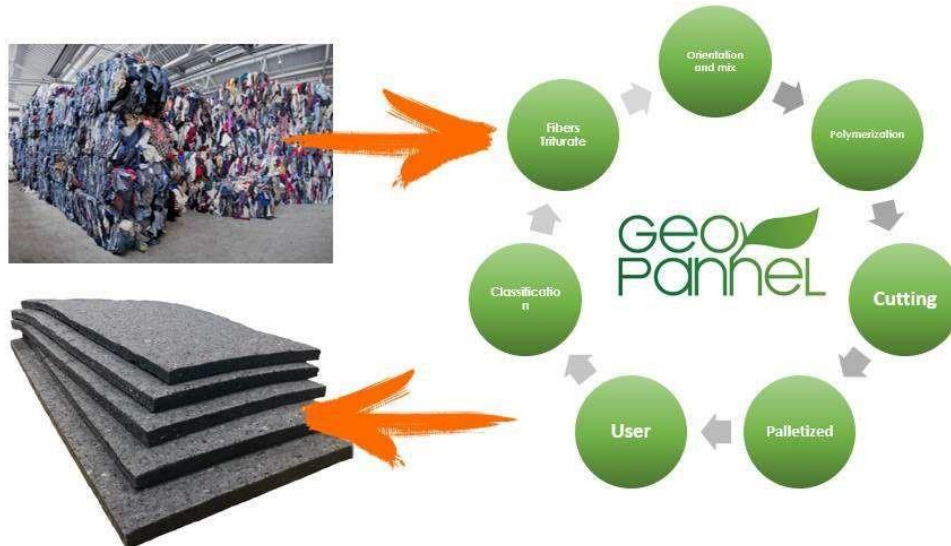 Orientation
and mix
Fibers
Triturate
Polymerization
GEO
PANNEL
Classificatio
n
Cutting
User
Palletized